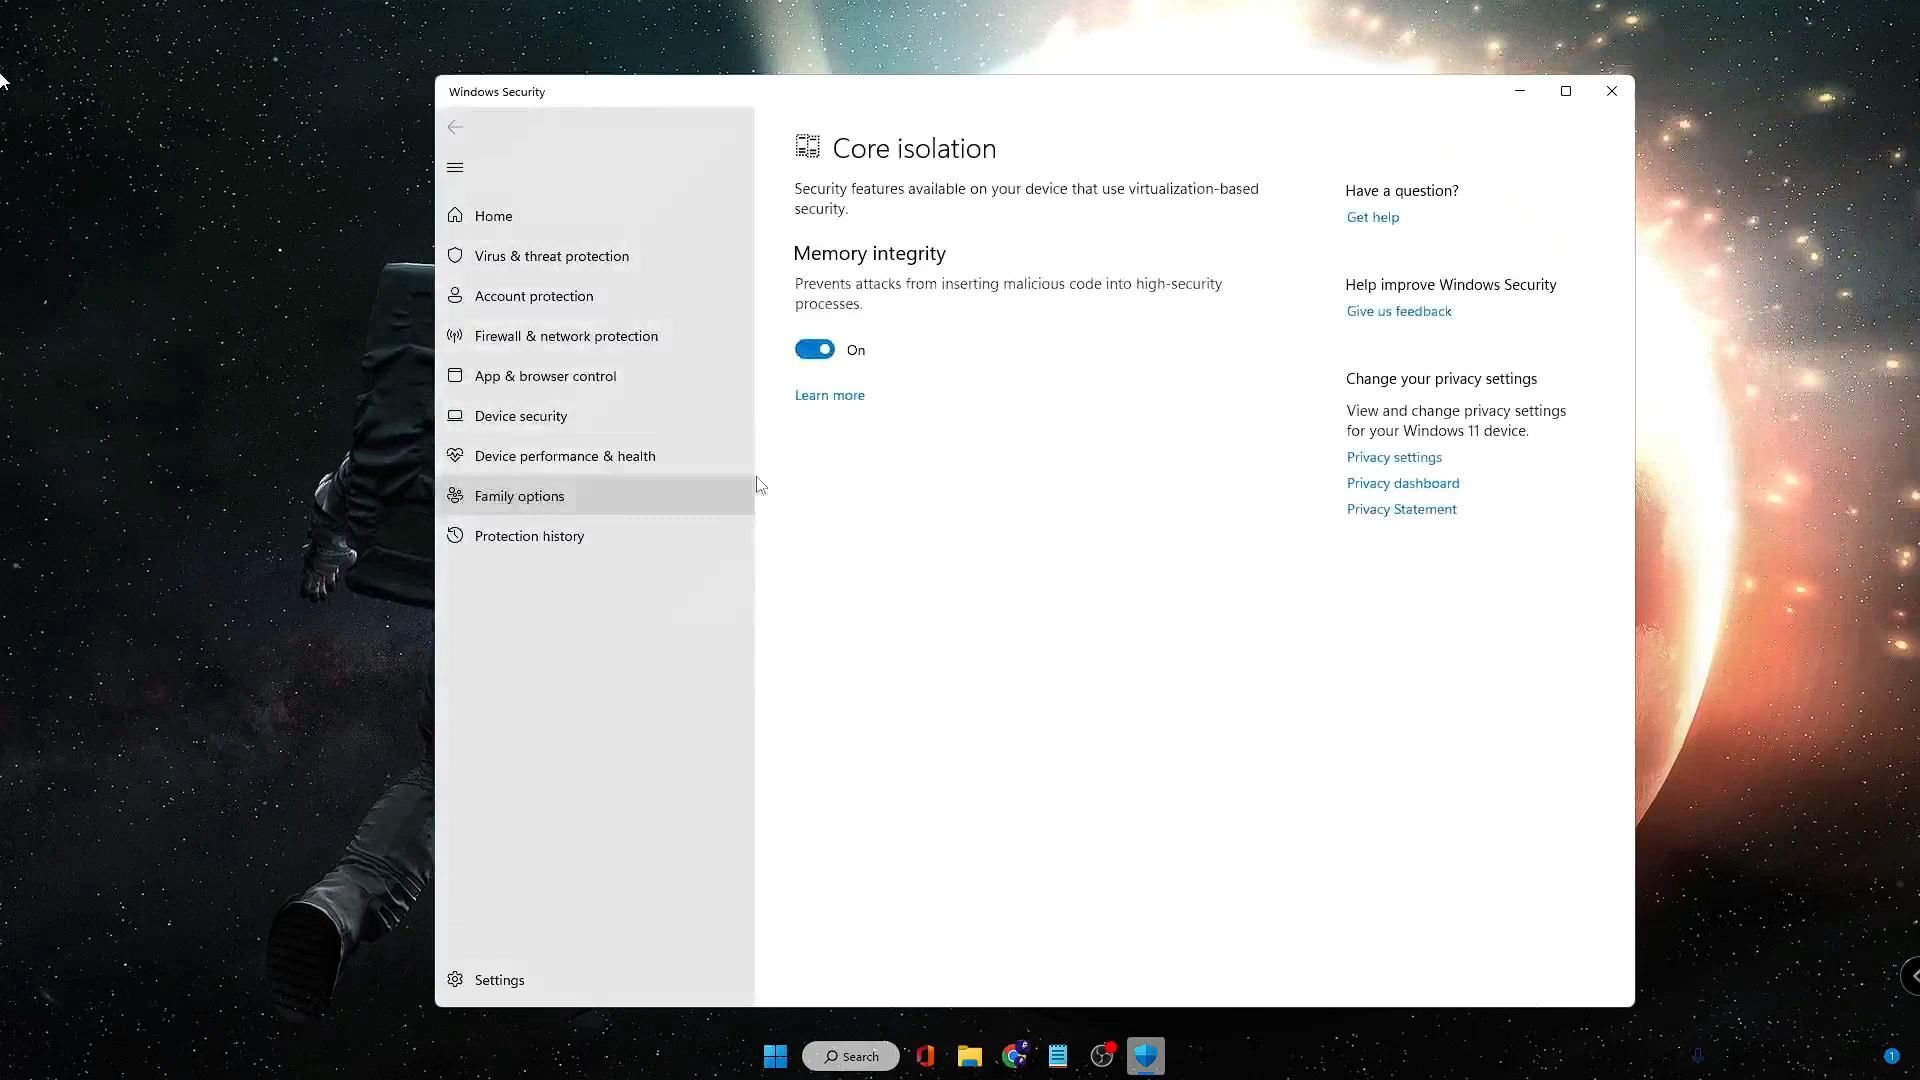 Windows Security
Home
Virus & threat protection
Account protection
Firewall & network protection
App & browser control
Device security
Device performance & health
Family options
Protection history
Settings
Core isolation
Security features available on your device that use virtualization-based
security.
Memory integrity
Prevents attacks from inserting malicious code into high-security
processes.
On
Learn more
Have a question?
Get help
Help improve Windows Security
Give us feedback
Change your privacy settings
View and change privacy settings
for your Windows 11 device.
Privacy settings
Privacy dashboard
Privacy Statement
Search
1